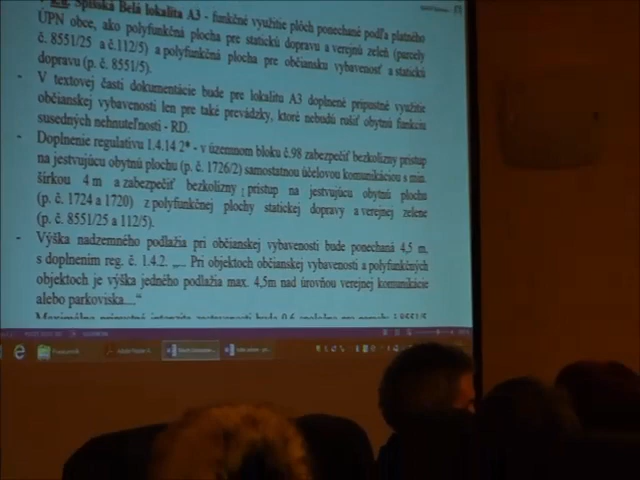 k.ú. Spišská Belá lokalita A3 - funkčné využitie plôch ponechané podľa platného
ÚPN obce, ako polyfunkčná plocha pre statickú dopravu a verejnú zeleň (parcely
č. 8551/25 a č.112/5) a polyfunkčná plocha pre občiansku vybavenosť a statickú
dopravu (p. č. 8551/5).
- V textovej časti dokumentácie bude pre lokalitu A3 doplnené prípustné využitie
občianskej vybavenosti len pre také prevádzky, ktoré nebudú rušiť obytnú funkciu
susedných nehnuteľností - RD.
- Doplnenie regulatívu 1.4.14 2* - v územnom bloku č.98 zabezpečiť bezkolízny prístup
na jestvujúcu obytnú plochu (p. č. 1726/2) samostatnou účelovou komunikáciou s min.
šírkou 4 m a zabezpečiť bezkolízny prístup na jestvujúcu obytnú plochu
(p. č. 1724 a 1720) z polyfunkčnej plochy statickej dopravy a verejnej zelene
(p. č. 8551/25 a 112/5).
- Výška nadzemného podlažia pri občianskej vybavenosti bude ponechaná 4,5 m,
s doplnením reg. č. 1.4.2. „... Pri objektoch občianskej vybavenosti a polyfunkčných
objektoch je výška jedného podlažia max. 4,5m nad úrovňou verejnej komunikácie
alebo parkoviska...."